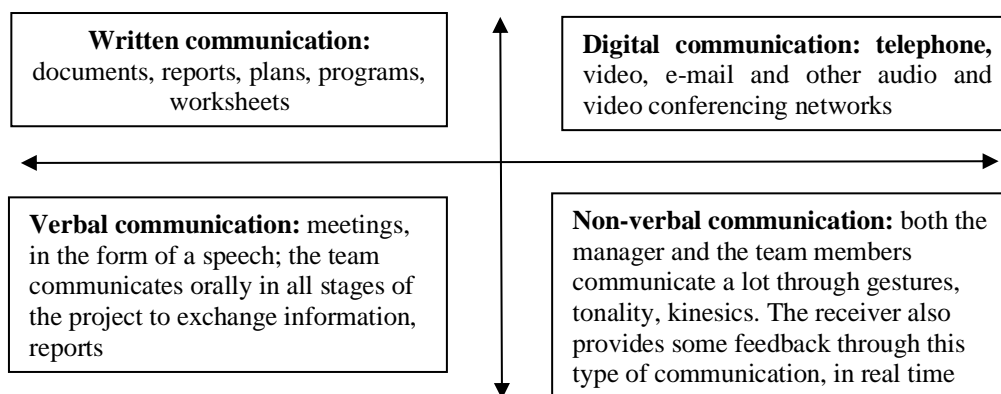 Written communication:
documents, reports, plans, programs,
worksheets
Digital communication: telephone,
video, e-mail and other audio and
video conferencing networks
Verbal communication: meetings,
in the form of a speech; the team
communicates orally in all stages of
the project to exchange information,
reports
Non-verbal communication: both the
manager and the team members
communicate a lot through gestures,
tonality, kinesics. The receiver also
provides some feedback through this
type of communication, in real time